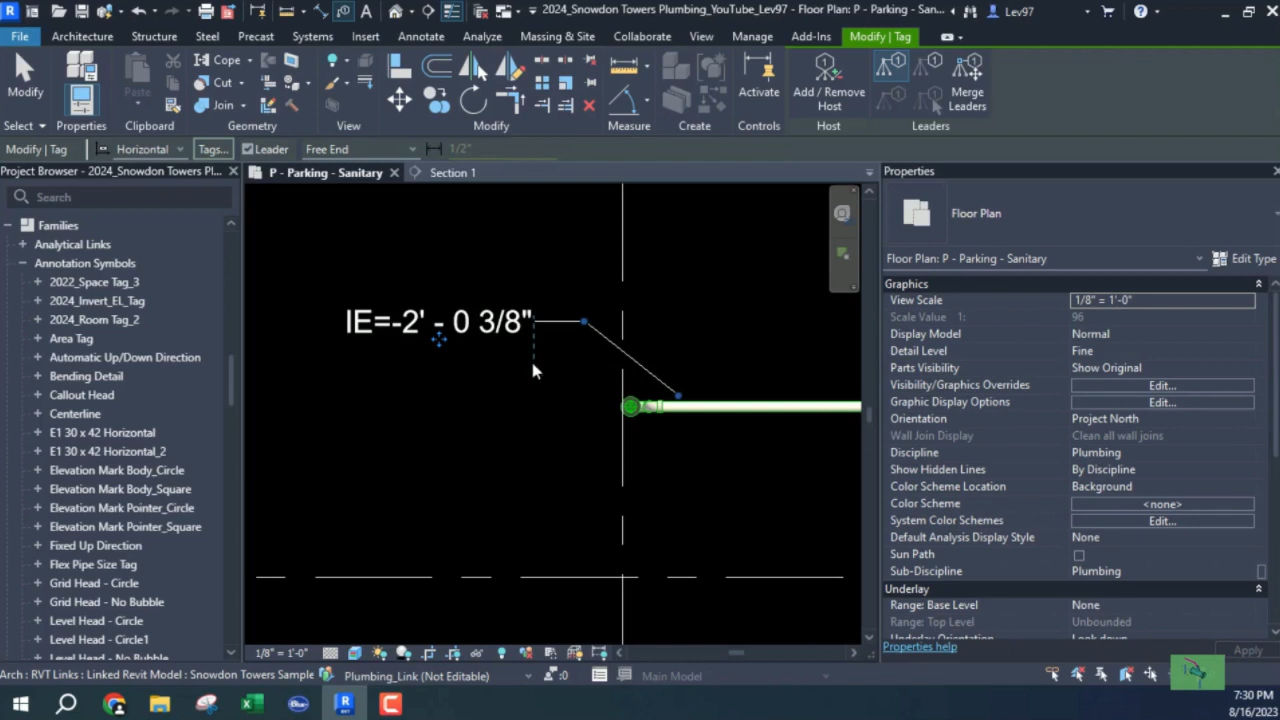 2024_Snowdon Towers Plumbing_YouTube_Lev97 - Floor Plan: P - Parking - San... Lev97
File Architecture Structure Steel Precast Systems Insert Annotate Analyze Massing & Site Collaborate View Manage Add-Ins Modify | Tag
Modify Paste Cope Cut Join Activate Add / Remove Host Merge Leaders
Select Properties Clipboard Geometry View Modify Measure Create Controls Host Leaders
Modify | Tag Horizontal Tags... Leader Free End 1/2"
Project Browser - 2024_Snowdon Towers Pl...
Search
Families
Analytical Links
Annotation Symbols
2022_Space Tag_3
2024_Invert_EL_Tag
2024_Room Tag_2
Area Tag
Automatic Up/Down Direction
Bending Detail
Callout Head
Centerline
E1 30 x 42 Horizontal
E1 30 x 42 Horizontal_2
Elevation Mark Body_Circle
Elevation Mark Body_Square
Elevation Mark Pointer_Circle
Elevation Mark Pointer_Square
Fixed Up Direction
Flex Pipe Size Tag
Grid Head - Circle
Grid Head - No Bubble
Level Head - Circle
Level Head - Circle1
Level Head - No Bubble
P - Parking - Sanitary Section 1
IE=-2' - 0 3/8"
1/8" = 1'-0"
Properties
Floor Plan
Floor Plan: P - Parking - Sanitary Edit Type
Graphics
View Scale 1/8" = 1'-0"
Scale Value 1: 96
Display Model Normal
Detail Level Fine
Parts Visibility Show Original
Visibility/Graphics Overrides Edit...
Graphic Display Options Edit...
Orientation Project North
Wall Join Display Clean all wall joins
Discipline Plumbing
Show Hidden Lines By Discipline
Color Scheme Location Background
Color Scheme <none>
System Color Schemes Edit...
Default Analysis Display Style None
Sun Path
Sub-Discipline Plumbing
Underlay
Range: Base Level None
Range: Top Level Unbounded
Underlay Orientation Look down
Properties help Apply
Arch : RVT Links : Linked Revit Model : Snowdon Towers Sample Plumbing_Link (Not Editable) :0 Main Model
7:30 PM
8/16/2023